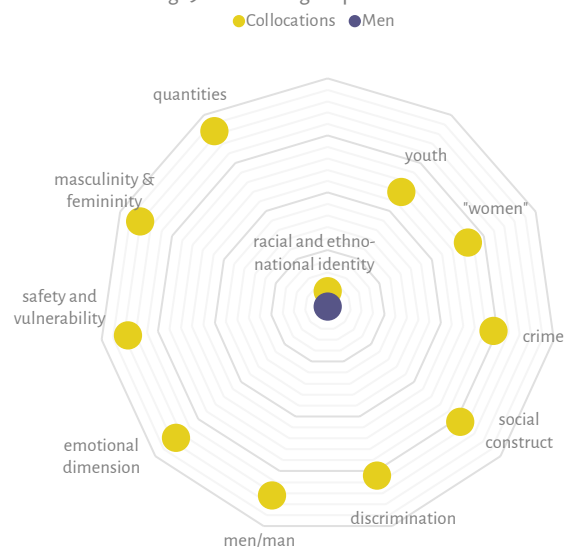 Collocations Men
quantities
youth
masculinity &
femininity
"women"
racial and ethno-
national identity
safety and
vulnerability
crime
social
construct
emotional
dimension
discrimination
men/man